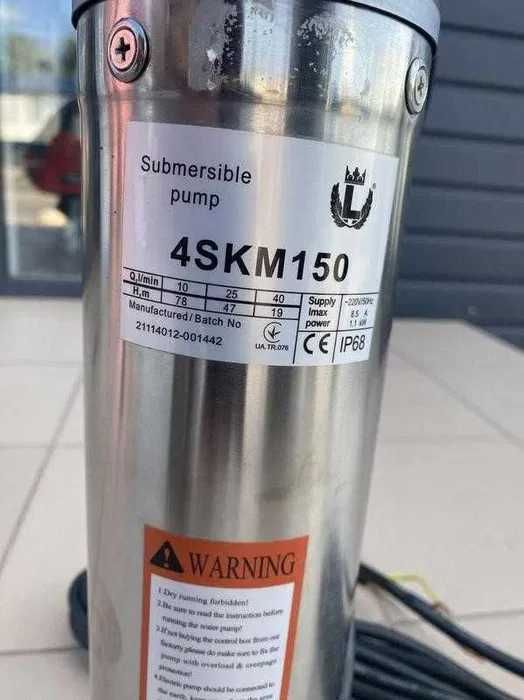 Submersible
pump
L
®
4SKM150
Q,l/min 10 25 40
H,m 78 47 19
Supply ~220V/50Hz
Imax 8.5 A
power 1.1 kW
Manufactured / Batch No
21114012-001442
UA.TR.076
CE IP68
WARNING
1.Dry running forbidden!
2.Be sure to read the instruction before
running the water pump!
3.If not buying the control box from our
factory,please do make sure to fix the
pump with overload & creepage
protection!
4.Electric pump should be connected to
the earth,